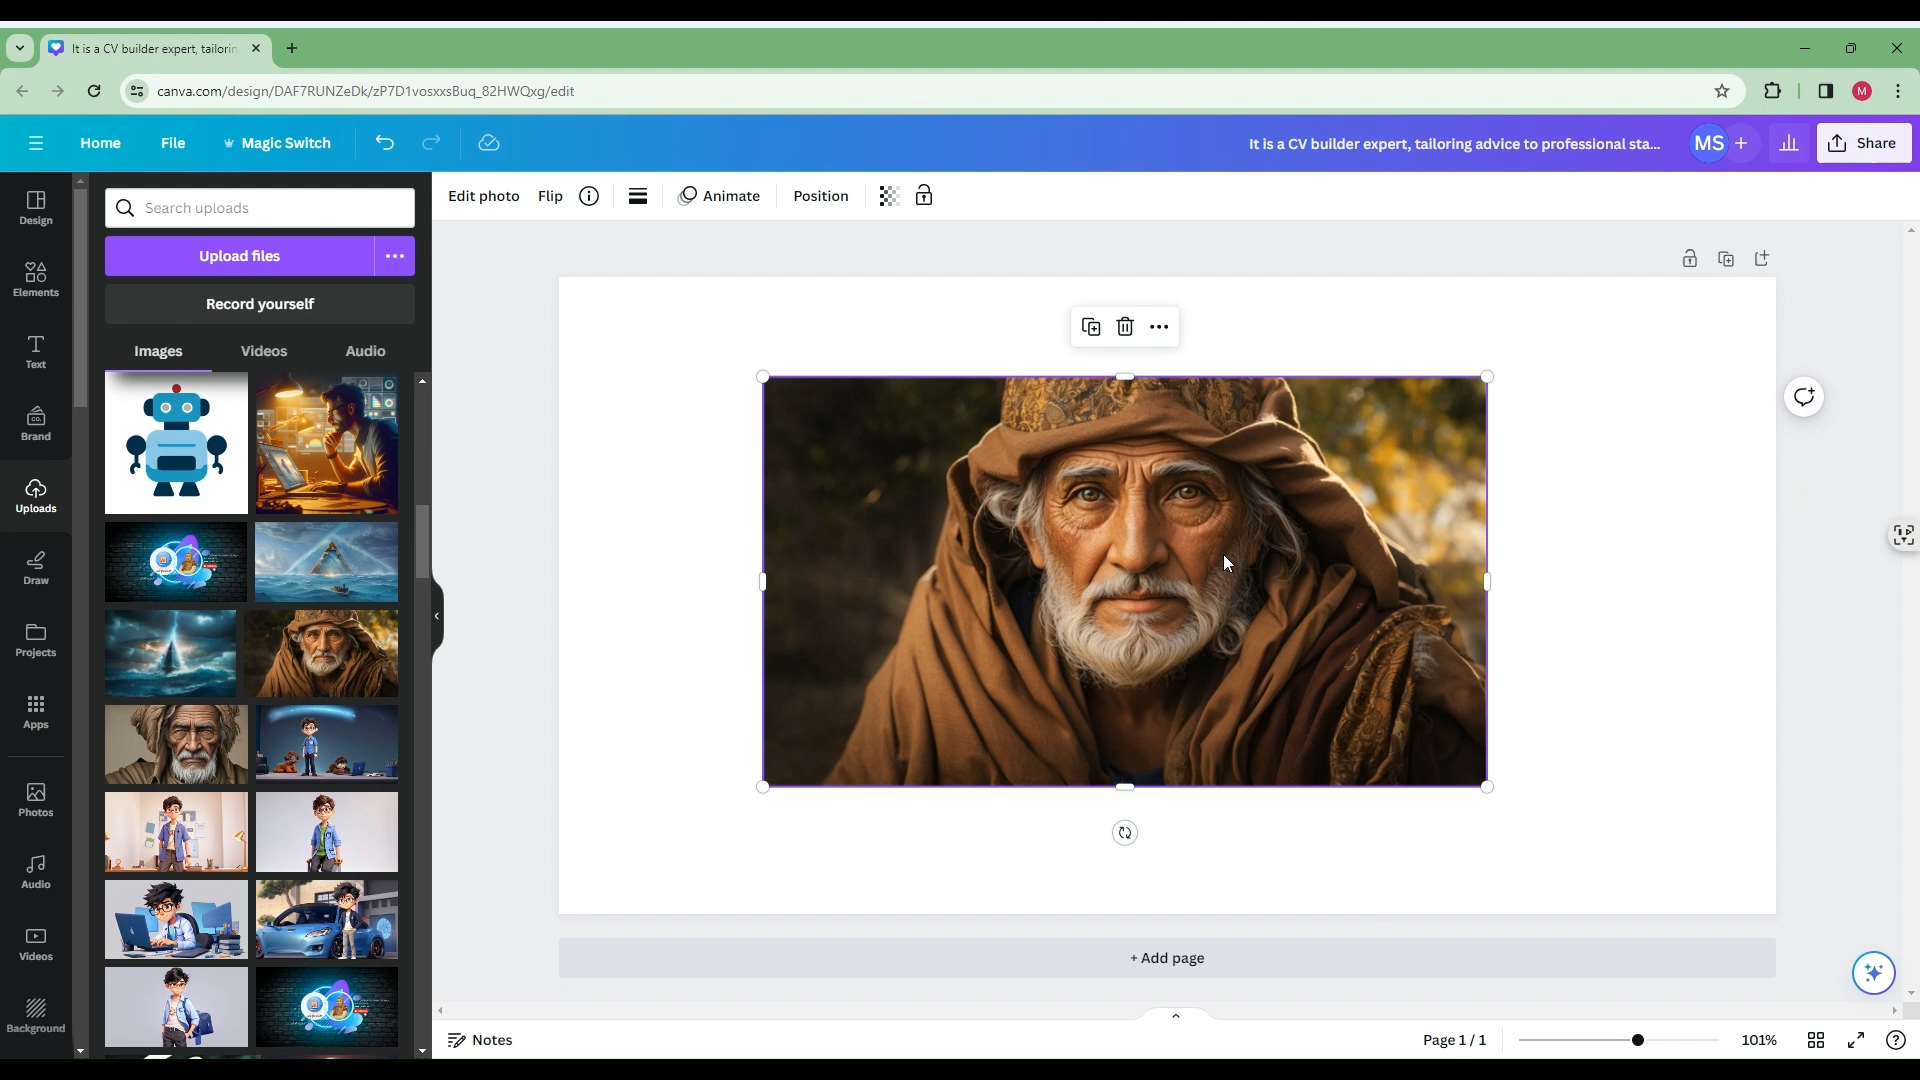 It is a CV builder expert, tailorin
canva.com/design/DAF7RUNZeDk/zP7D1vosxxsBuq_82HWQxg/edit
M
Home
File
Magic Switch
It is a CV builder expert, tailoring advice to professional sta...
MS
Share
Design
Elements
Text
CO.
Brand
Uploads
Draw
Projects
Apps
Photos
Audio
Videos
Background
Search uploads
Upload files
Record yourself
Images
Videos
Audio
Edit photo
Flip
Animate
Position
+ Add page
Notes
Page 1 / 1
101%